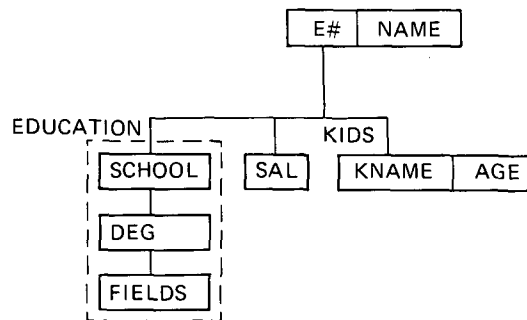 E# NAME
EDUCATION
KIDS
SCHOOL SAL KNAME AGE
DEG
FIELDS